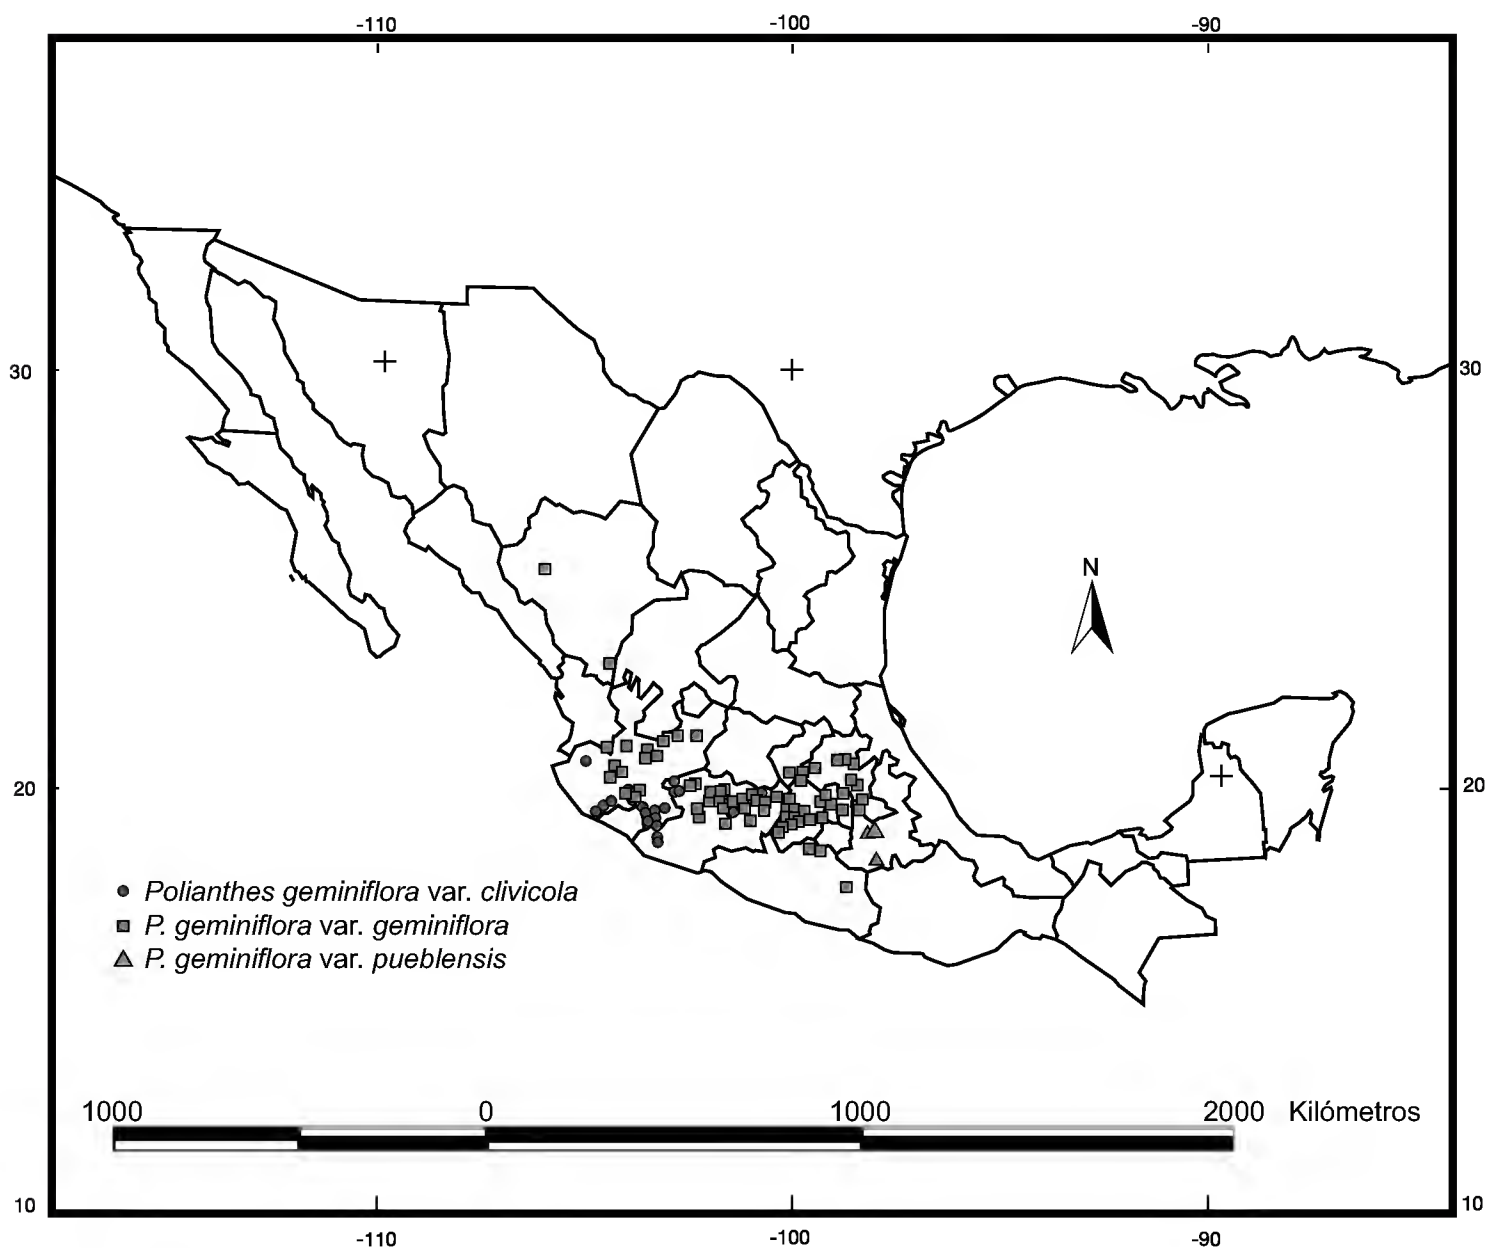 -110 -100 -90
30 30
N
20 20
Polianthes geminiflora var. clivicola
P. geminiflora var. geminiflora
P. geminiflora var. pueblensis
1000 0 1000 2000 Kilómetros
10 10
-110 -100 -90